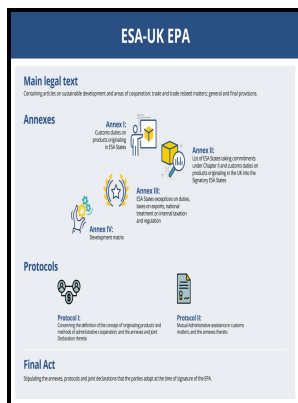 ESA-UK EPA
Main legal text
Containing articles on sustainable development and areas of cooperation; trade and trade related matters; general and final provisions.
Annexes
Annex I:
Customs duties on
products originating
in ESA States
Annex II:
List of ESA States taking commitments
under Chapter II and customs duties on
products originating in the UK into the
Signatory ESA States
Annex III:
ESA States exceptions on duties,
taxes on exports, national
treatment on internal taxation
and regulation
Annex IV:
Development matrix
Protocols
Protocol I:
Concerning the definition of the concept of 'originating products' and
methods of administrative cooperation; and the annexes and joint
Declaration thereto
Protocol II:
Mutual Administrative assistance in customs
matters; and the annexes thereto
Final Act
Stipulating the annexes, protocols and joint declarations that the parties adopt at the time of signature of the EPA.